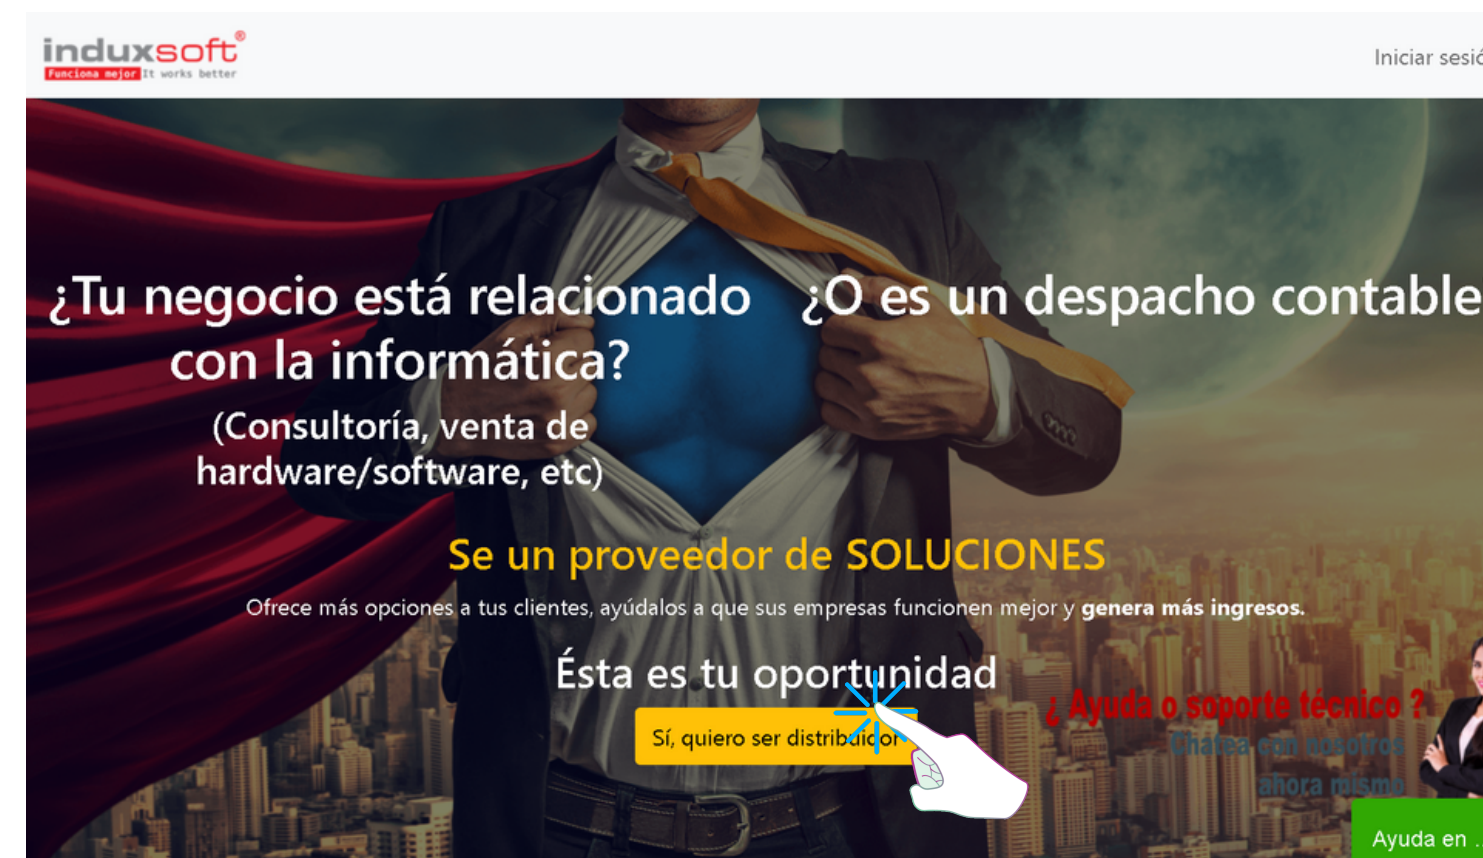 induxsoft®
Funciona mejor It works better
Iniciar sesió
¿Tu negocio está relacionado
con la informática?
(Consultoría, venta de
hardware/software, etc)
¿O es un despacho contable
Se un proveedor de SOLUCIONES
Ofrece más opciones a tus clientes, ayúdalos a que sus empresas funcionen mejor y genera más ingresos.
Ésta es tu oportunidad
Sí, quiero ser distribuidor
¿ Ayuda o soporte técnico ?
Chatea con nosotros
ahora mismo
Ayuda en